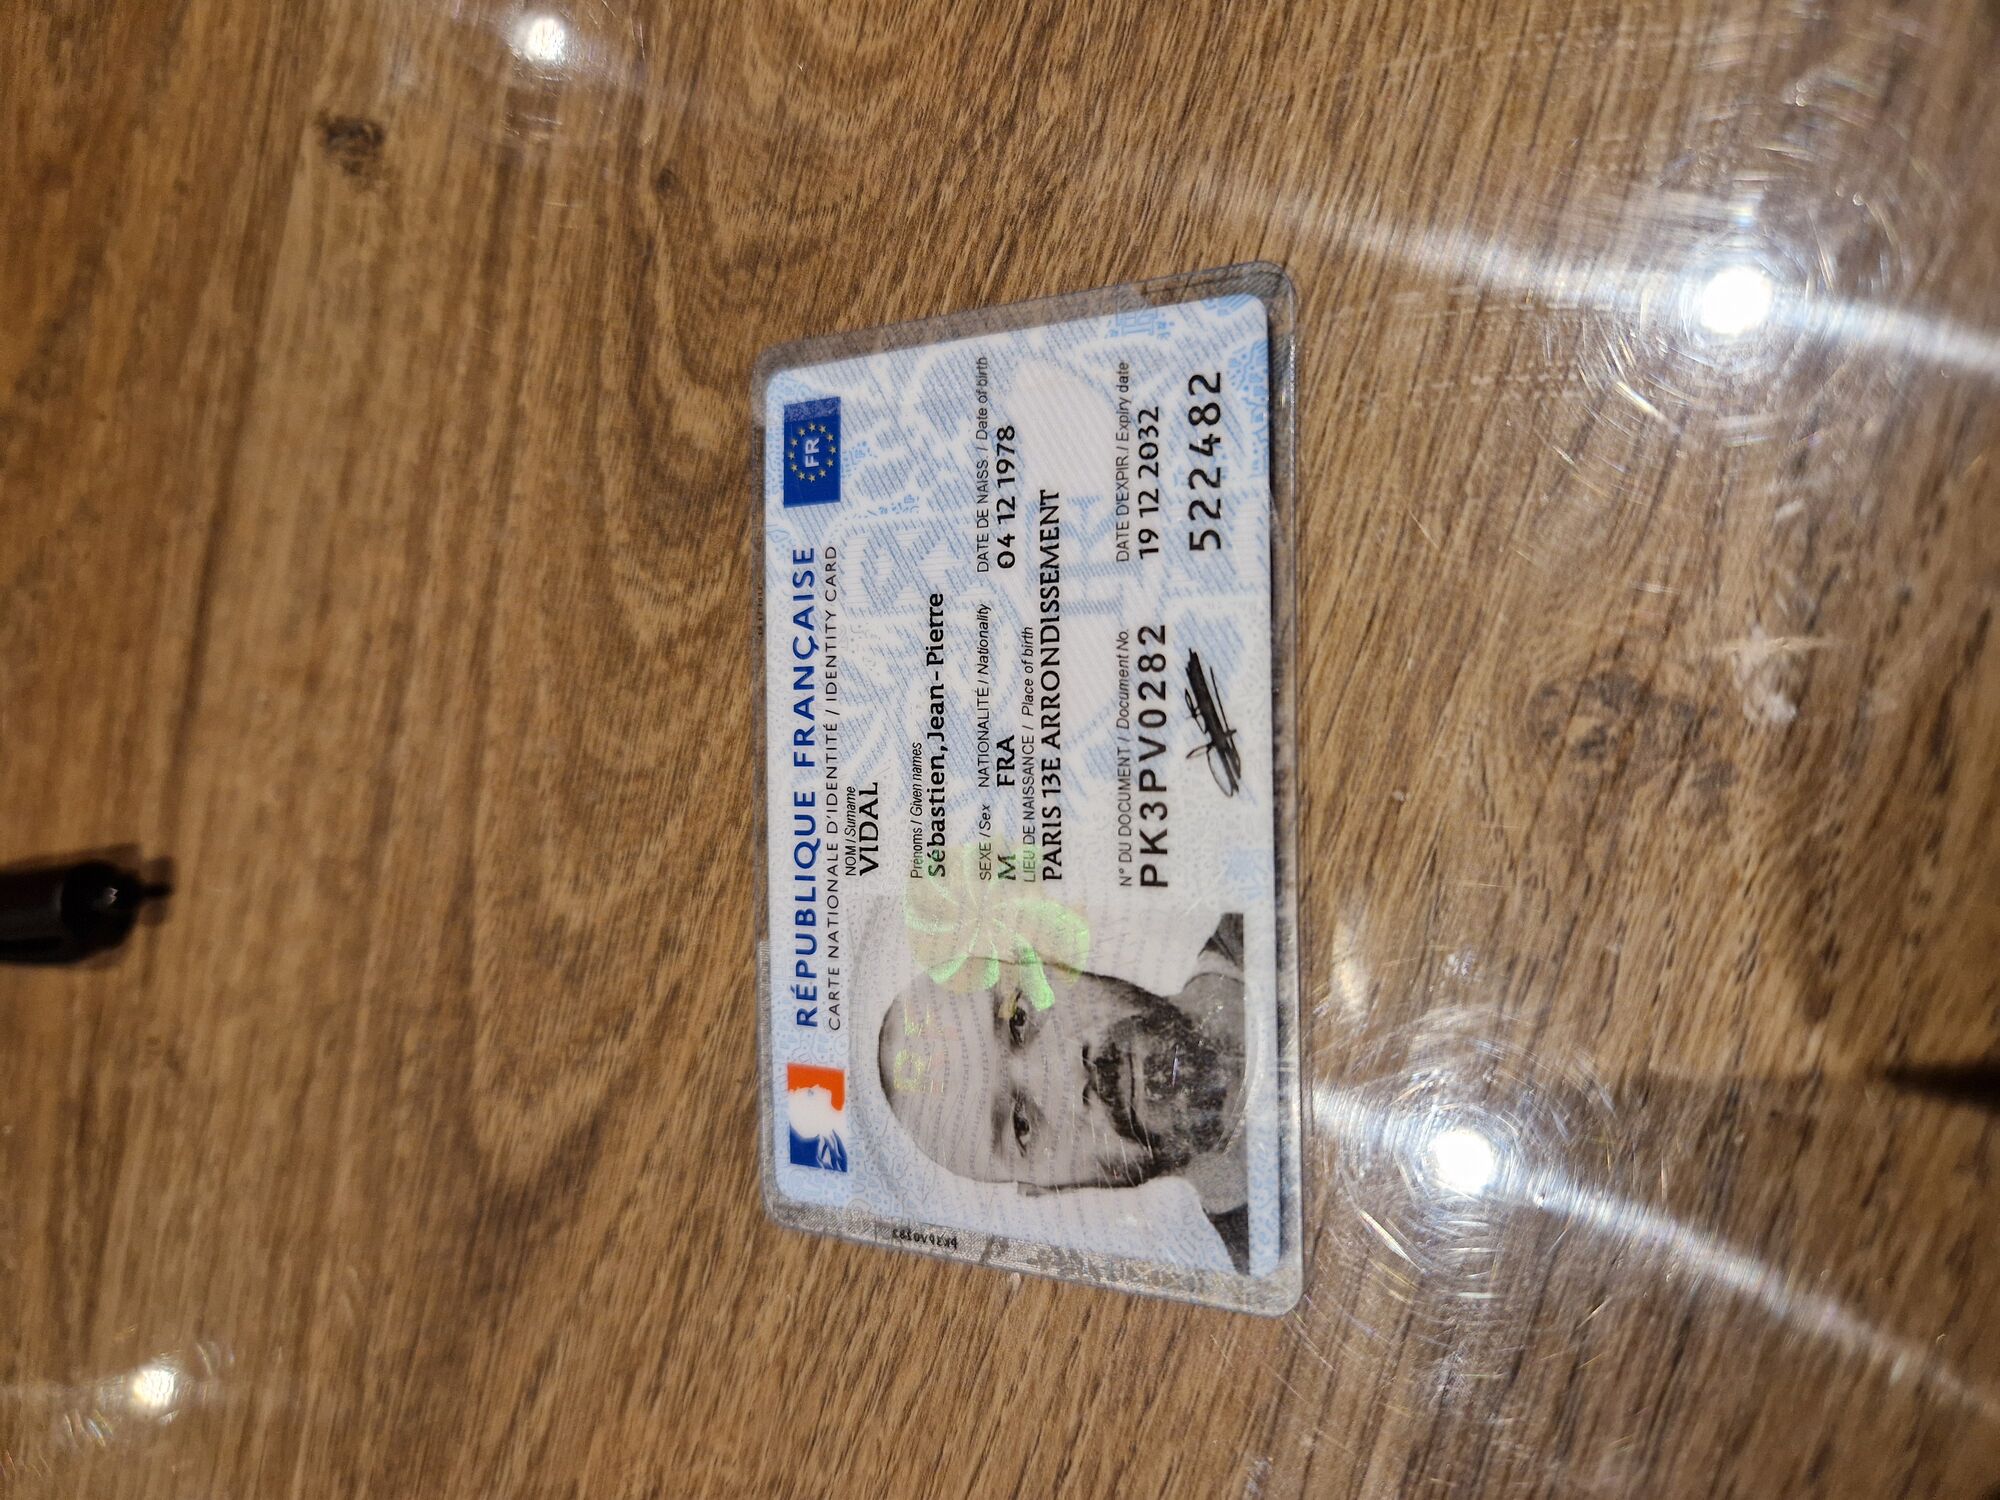 RÉPUBLIQUE FRANÇAISE
FR
CARTE NATIONALE D'IDENTITÉ / IDENTITY CARD
NOM / Surname
VIDAL
Prénoms / Given names
Sébastien,Jean-Pierre
SEXE / Sex NATIONALITÉ / Nationality DATE DE NAISS. / Date of birth
M FRA 04 12 1978
LIEU DE NAISSANCE / Place of birth
PARIS 13E ARRONDISSEMENT
N° DU DOCUMENT / Document No. DATE D'EXPIR. / Expiry date
PK3PV0282 19 12 2032
522482